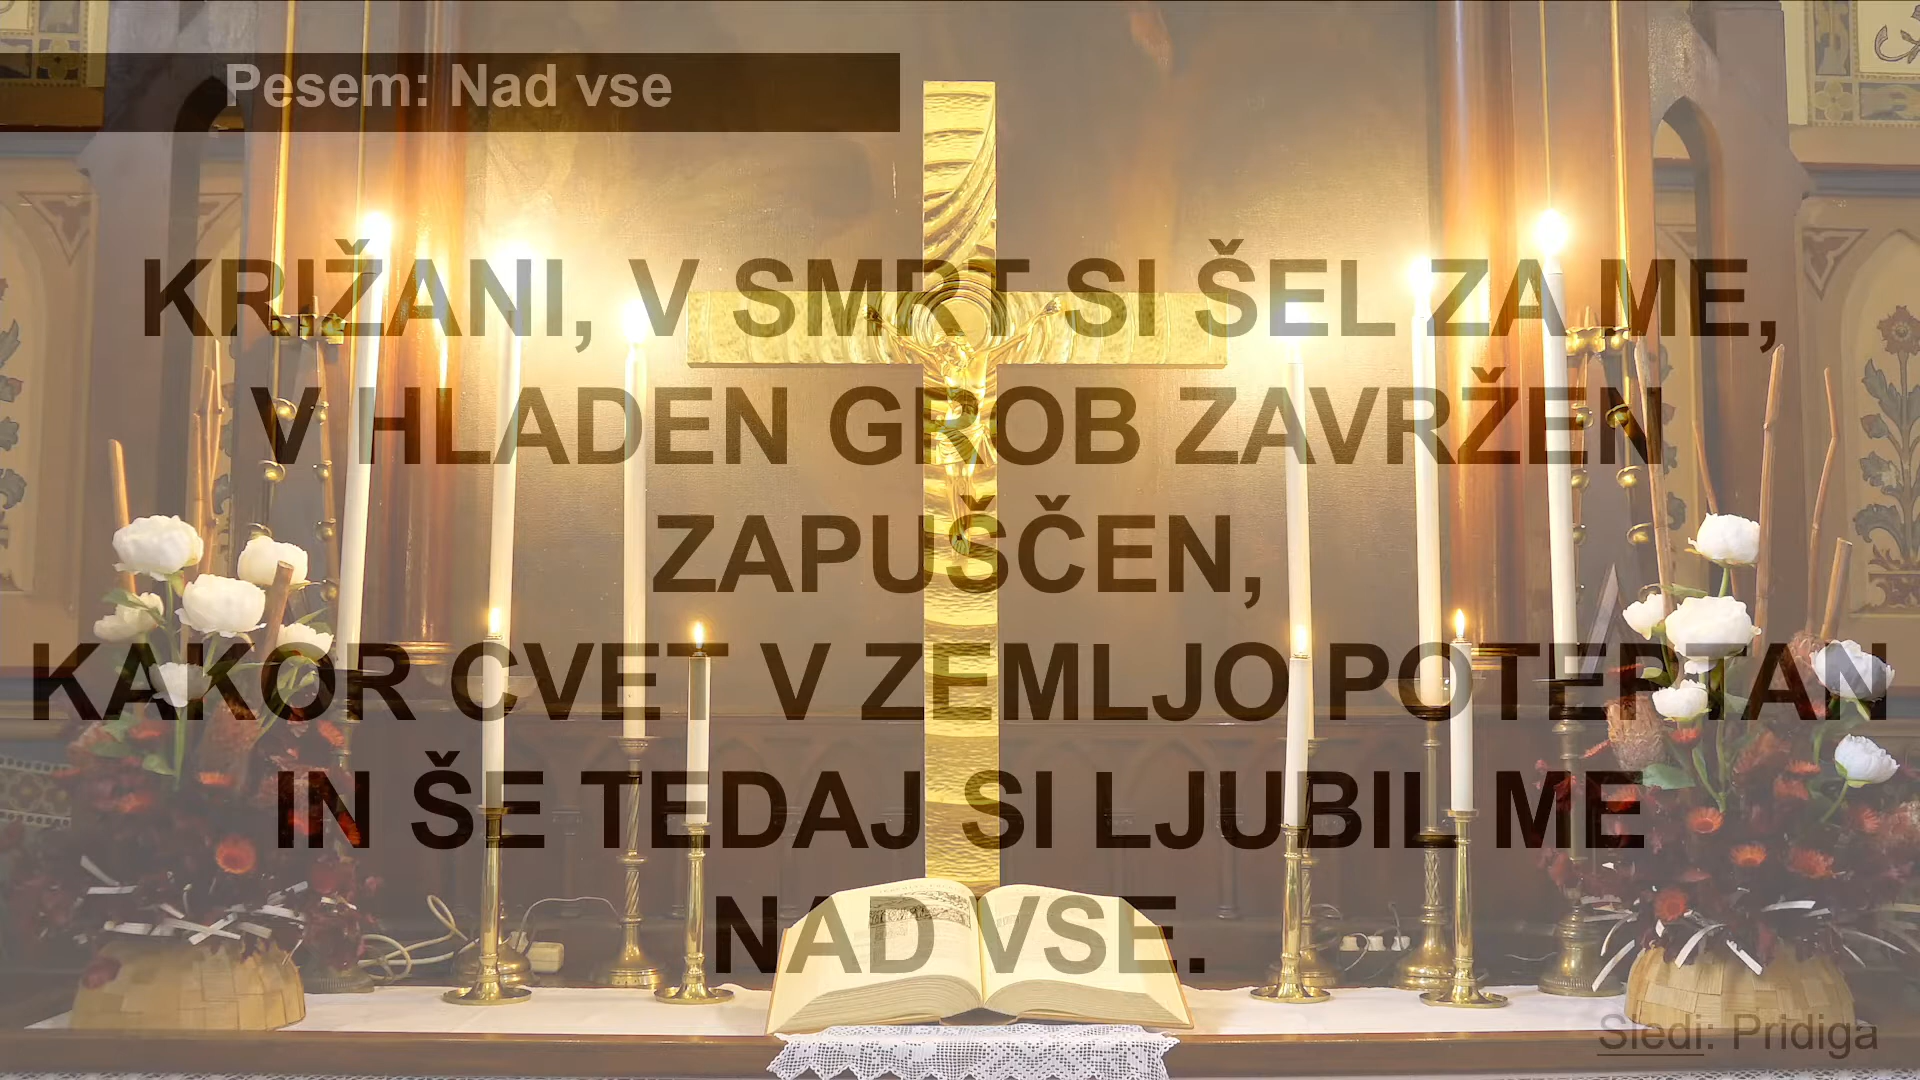 Pesem: Nad vse
KRIŽANI, V SMRT SI ŠEL ZA ME,
V HLADEN GROB ZAVRŽEN
ZAPUŠČEN,
KAKOR CVET V ZEMLJO POTEPTAN
IN ŠE TEDAJ SI LJUBIL ME
NAD VSE.
Sledi: Pridiga